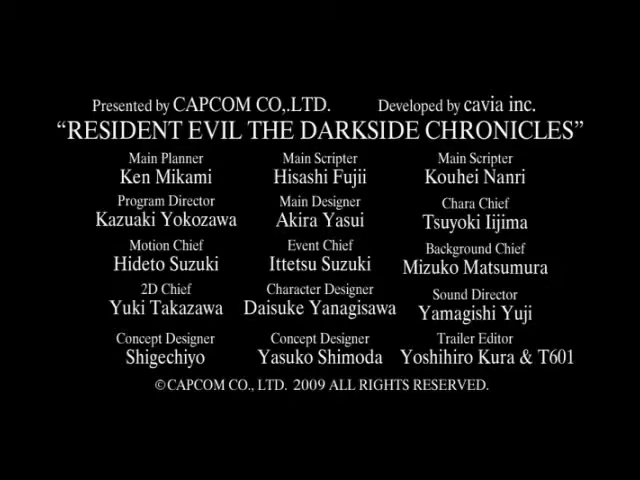 Presented by CAPCOM CO,.LTD. Developed by cavia inc.
“RESIDENT EVIL THE DARKSIDE CHRONICLES”
Main Planner Main Scripter Main Scripter
Ken Mikami Hisashi Fujii Kouhei Nanri
Program Director Main Designer Chara Chief
Kazuaki Yokozawa Akira Yasui Tsuyoki Iijima
Motion Chief Event Chief Background Chief
Hideto Suzuki Ittetsu Suzuki Mizuko Matsumura
2D Chief Character Designer Sound Director
Yuki Takazawa Daisuke Yanagisawa Yamagishi Yuji
Concept Designer Concept Designer Trailer Editor
Shigechiyo Yasuko Shimoda Yoshihiro Kura & T601
©CAPCOM CO., LTD. 2009 ALL RIGHTS RESERVED.